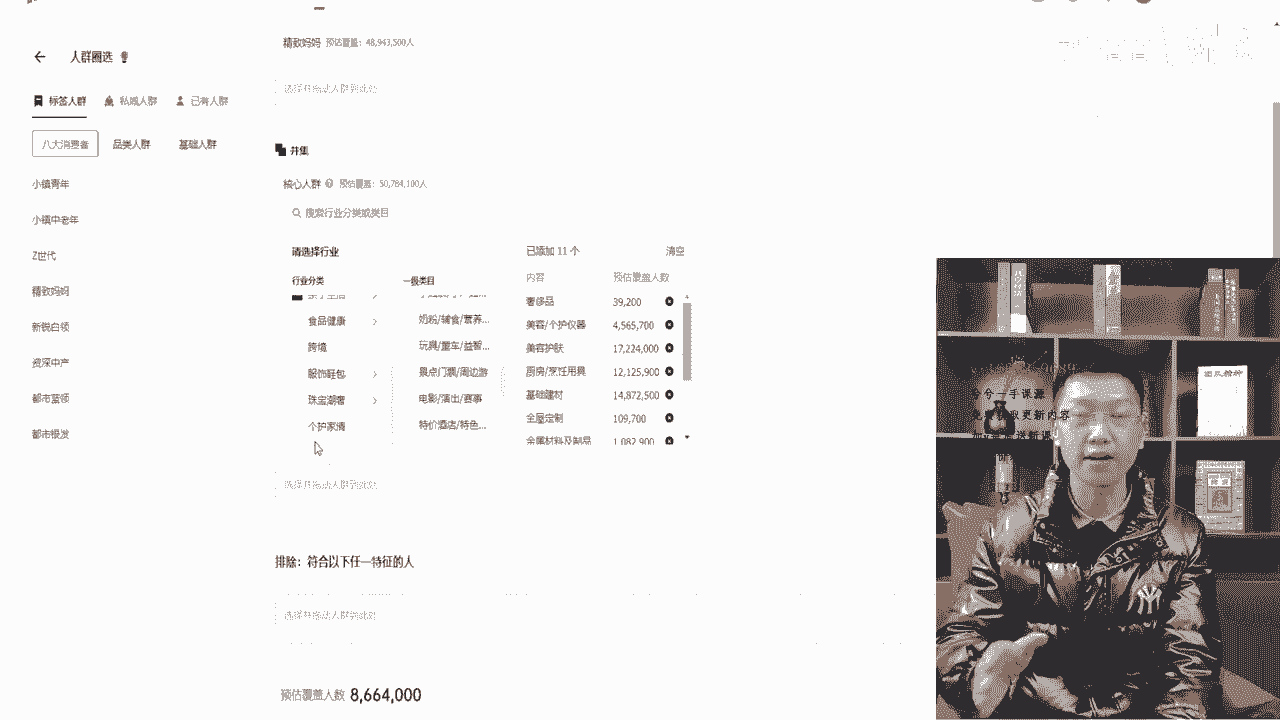 精致妈妈 预估覆盖: 48,943,500人
人群圈选
标签人群 私域人群 已有人群
选择并拖动人群到此处
八大消费者 品类人群 基础人群
并集
小镇青年
核心人群 预估覆盖: 50,764,100人
小镇中老年
搜索行业分类或类目
Z世代
请选择行业
已添加 11 个 清空
行业分类 一级类目
内容 预估覆盖人数
精致妈妈
奢侈品 39,200
食品健康
奶粉/辅食/营养...
新锐白领
美容/个护仪器 4,565,700
跨境
玩具/童车/益智...
美容护肤 17,224,000
资深中产
服饰鞋包
景点门票/周边游
厨房/烹饪用具 12,125,900
都市蓝领
珠宝潮奢
电影/演出/赛事
基础建材 14,872,500
个护家清
特价酒店/特色...
全屋定制 109,700
都市银发
金属材料及制品 1,082,900
选择并拖动人群到此处
排除：符合以下任一特征的人
选择并拖动人群到此处
预估覆盖人数 8,664,000
一手课源
更新内容